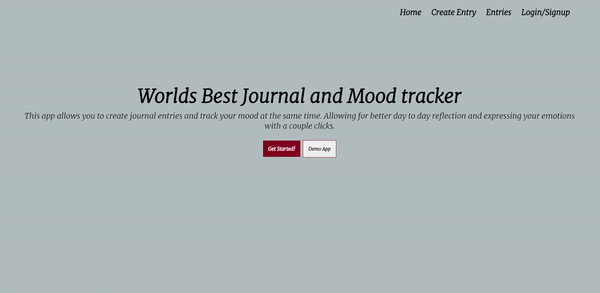 Home Create Entry Entries Login/Signup
Worlds Best Journal and Mood tracker
This app allows you to create journal entries and track your mood at the same time. Allowing for better day to day reflection and expressing your emotions
with a couple clicks.
Get Started! Demo App